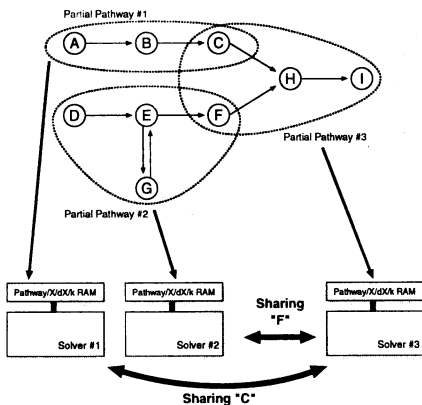 Partial Pathway #1
A B C
H I
D E F
Partial Pathway #3
G
Partial Pathway #2
Pathway/X/dX/k RAM Pathway/X/dX/k RAM Pathway/X/dX/k RAM
Sharing
"F"
Solver #1 Solver #2 Solver #3
Sharing "C"